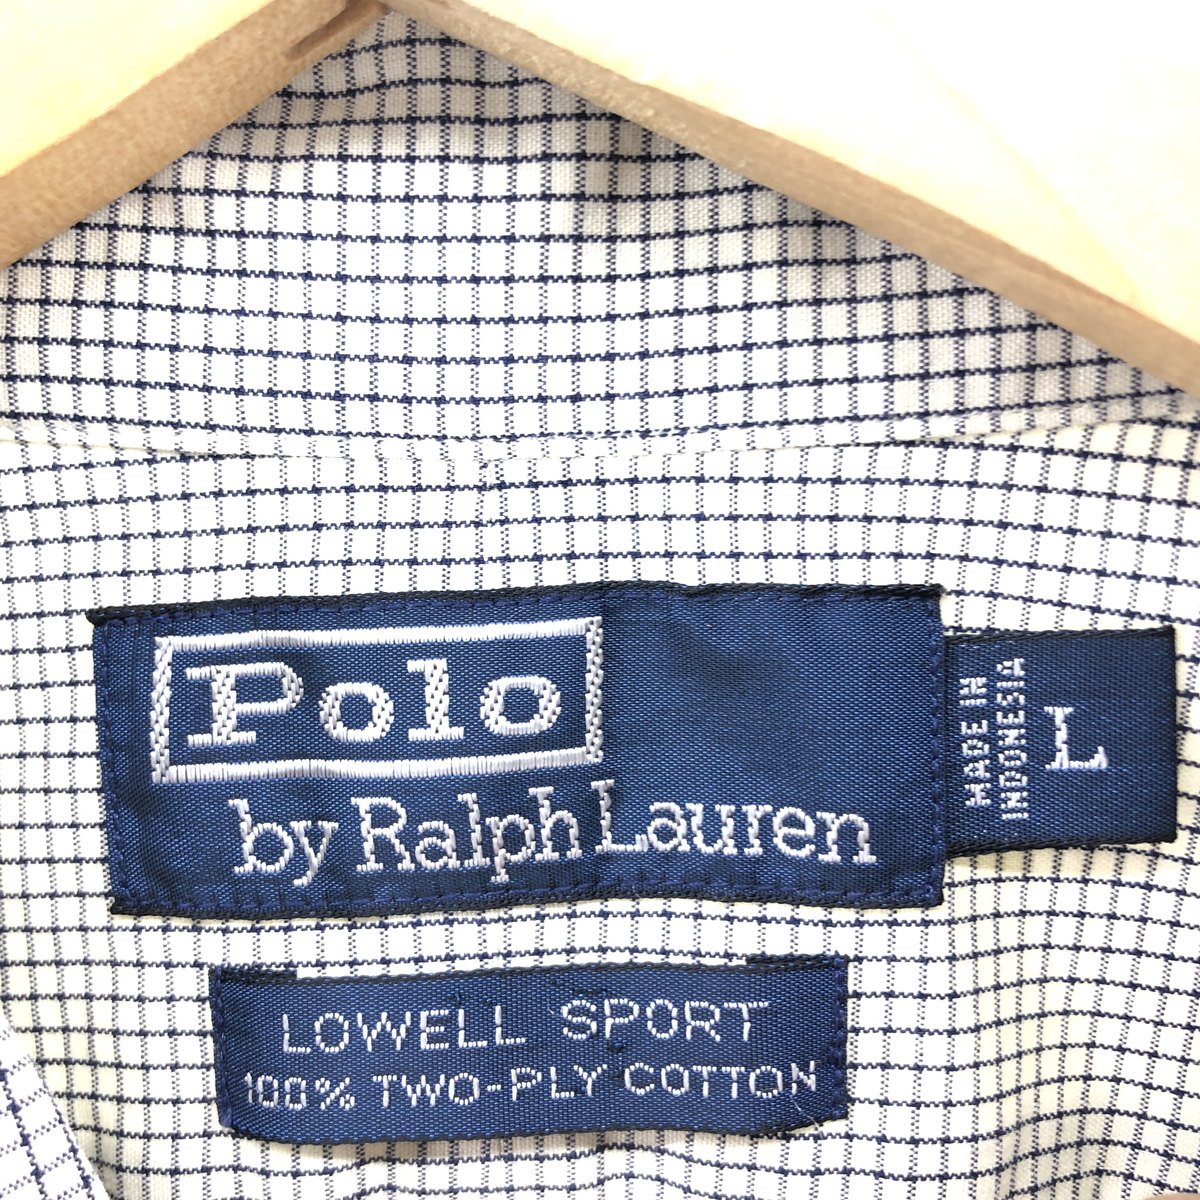 Polo
by Ralph Lauren
MADE IN
INDONESIA
L
LOWELL SPORT
100% TWO-PLY COTTON